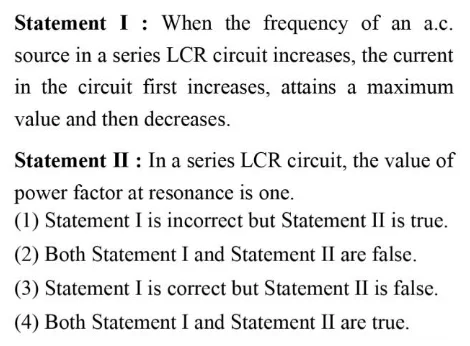 Statement I : When the frequency of an a.c.
source in a series LCR circuit increases, the current
in the circuit first increases, attains a maximum
value and then decreases.
Statement II : In a series LCR circuit, the value of
power factor at resonance is one.
(1) Statement I is incorrect but Statement II is true.
(2) Both Statement I and Statement II are false.
(3) Statement I is correct but Statement II is false.
(4) Both Statement I and Statement II are true.